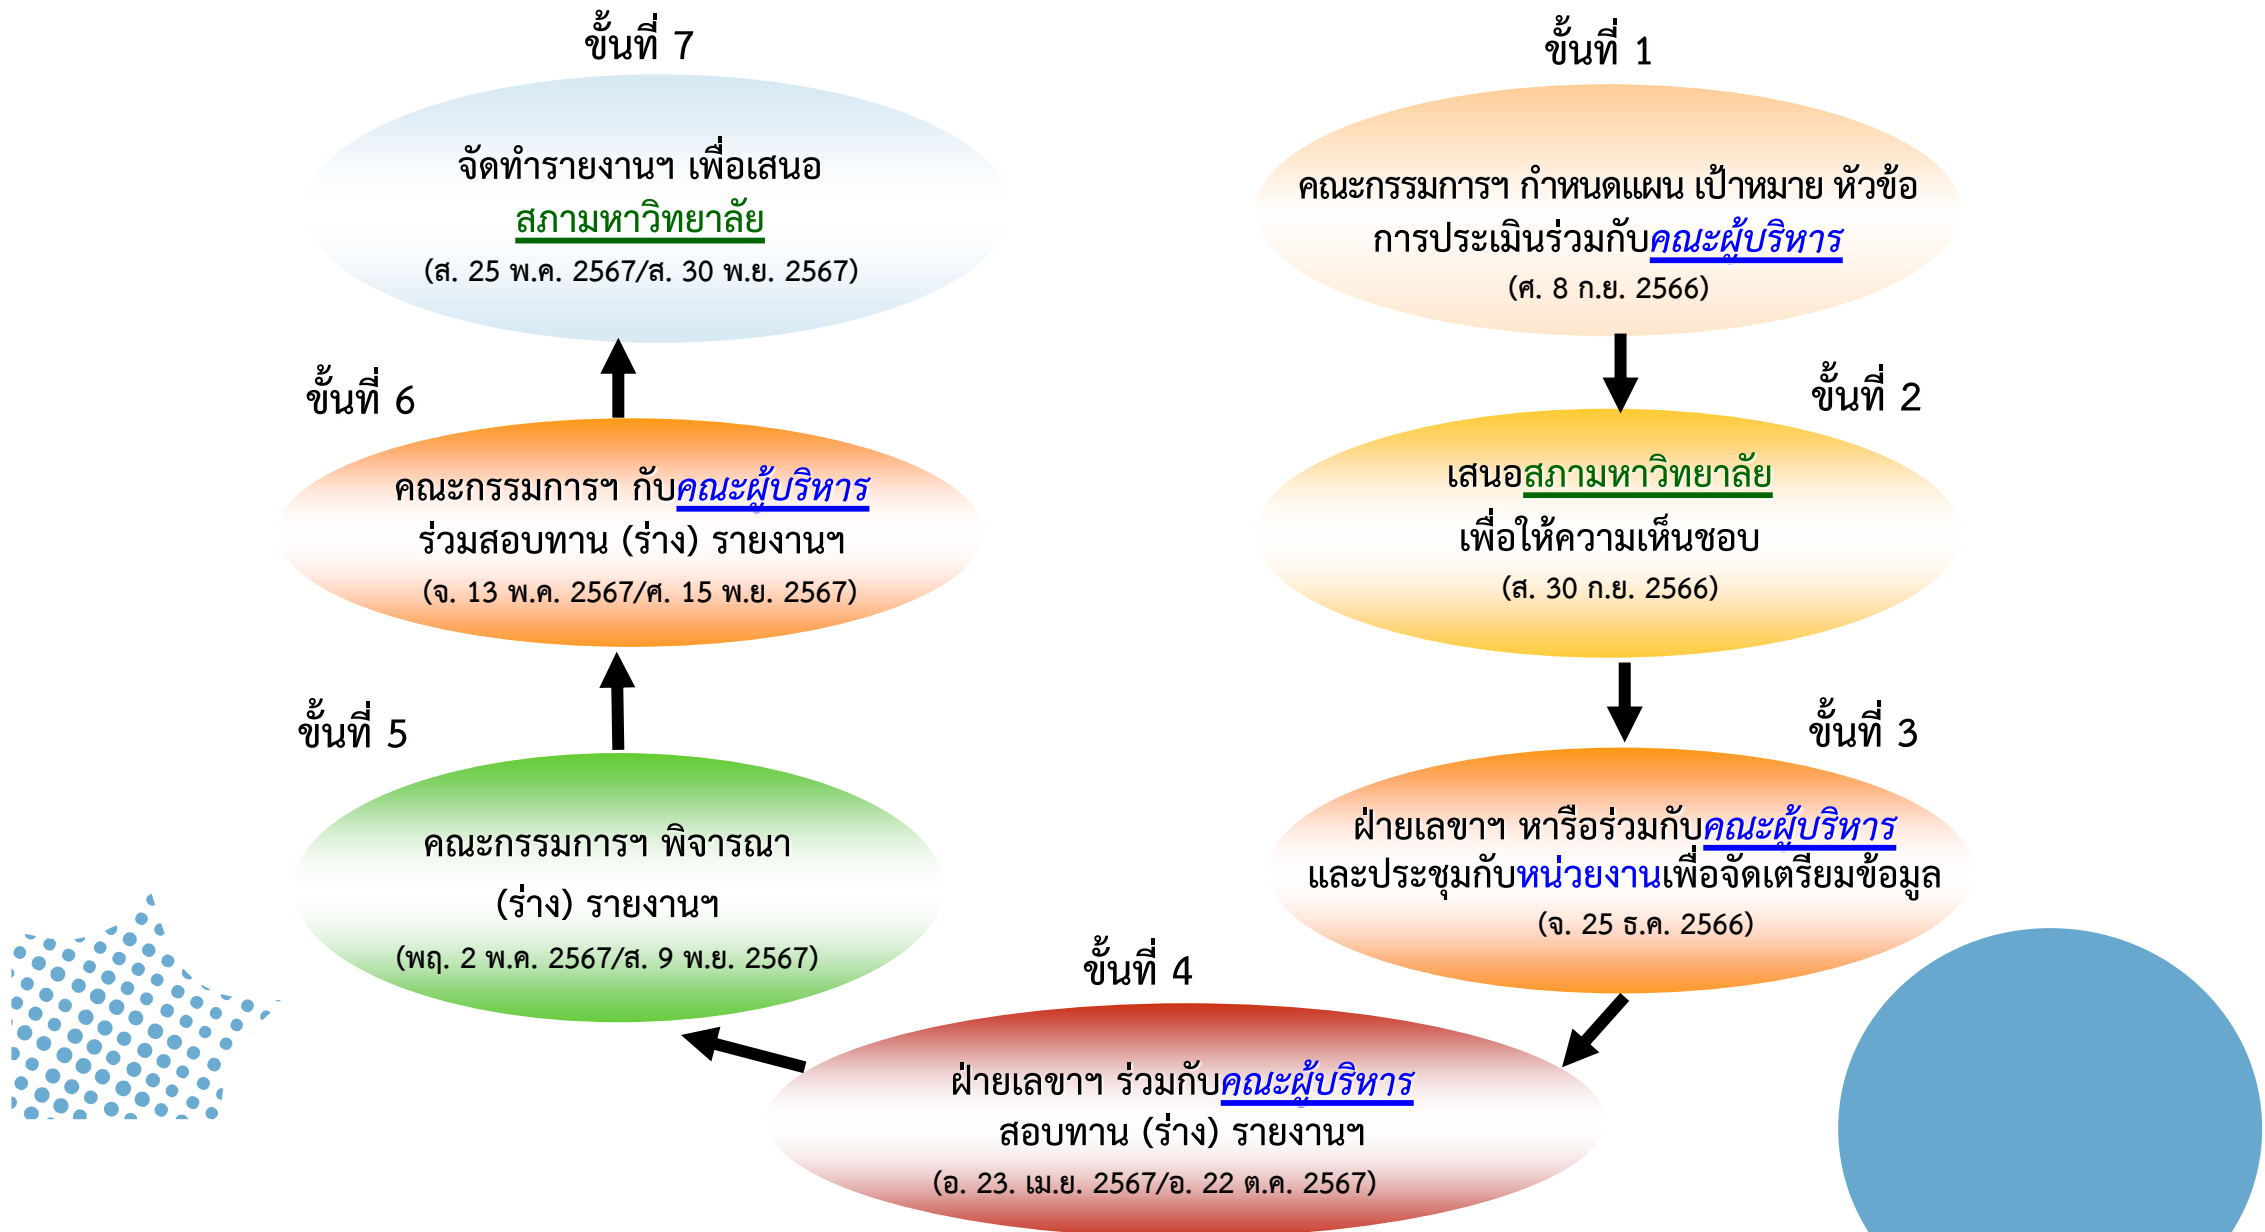 ขั้นที่ 1
คณะกรรมการฯ กำหนดแผน เป้าหมาย หัวข้อ
การประเมินร่วมกับคณะผู้บริหาร
(ศ. 8 ก.ย. 2566)
ขั้นที่ 2
เสนอสภามหาวิทยาลัย
เพื่อให้ความเห็นชอบ
(ส. 30 ก.ย. 2566)
ขั้นที่ 3
ฝ่ายเลขาฯ หารือร่วมกับคณะผู้บริหาร
และประชุมกับหน่วยงานเพื่อจัดเตรียมข้อมูล
(จ. 25 ธ.ค. 2566)
ขั้นที่ 4
ฝ่ายเลขาฯ ร่วมกับคณะผู้บริหาร
สอบทาน (ร่าง) รายงานฯ
(อ. 23. เม.ย. 2567/อ. 22 ต.ค. 2567)
ขั้นที่ 5
คณะกรรมการฯ พิจารณา
(ร่าง) รายงานฯ
(พฤ. 2 พ.ค. 2567/ส. 9 พ.ย. 2567)
ขั้นที่ 6
คณะกรรมการฯ กับคณะผู้บริหาร
ร่วมสอบทาน (ร่าง) รายงานฯ
(จ. 13 พ.ค. 2567/ศ. 15 พ.ย. 2567)
ขั้นที่ 7
จัดทำรายงานฯ เพื่อเสนอ
สภามหาวิทยาลัย
(ส. 25 พ.ค. 2567/ส. 30 พ.ย. 2567)